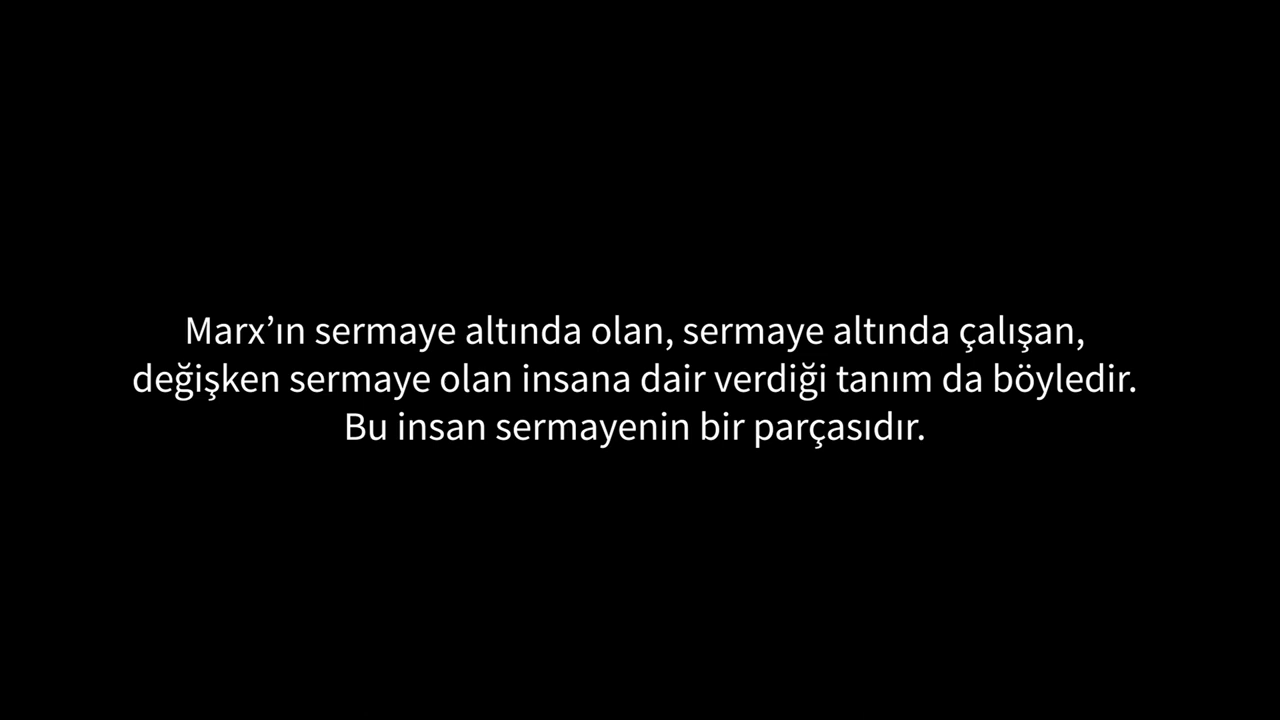 Marx’ın sermaye altında olan, sermaye altında çalışan,
değişken sermaye olan insana dair verdiği tanım da böyledir.
Bu insan sermayenin bir parçasıdır.